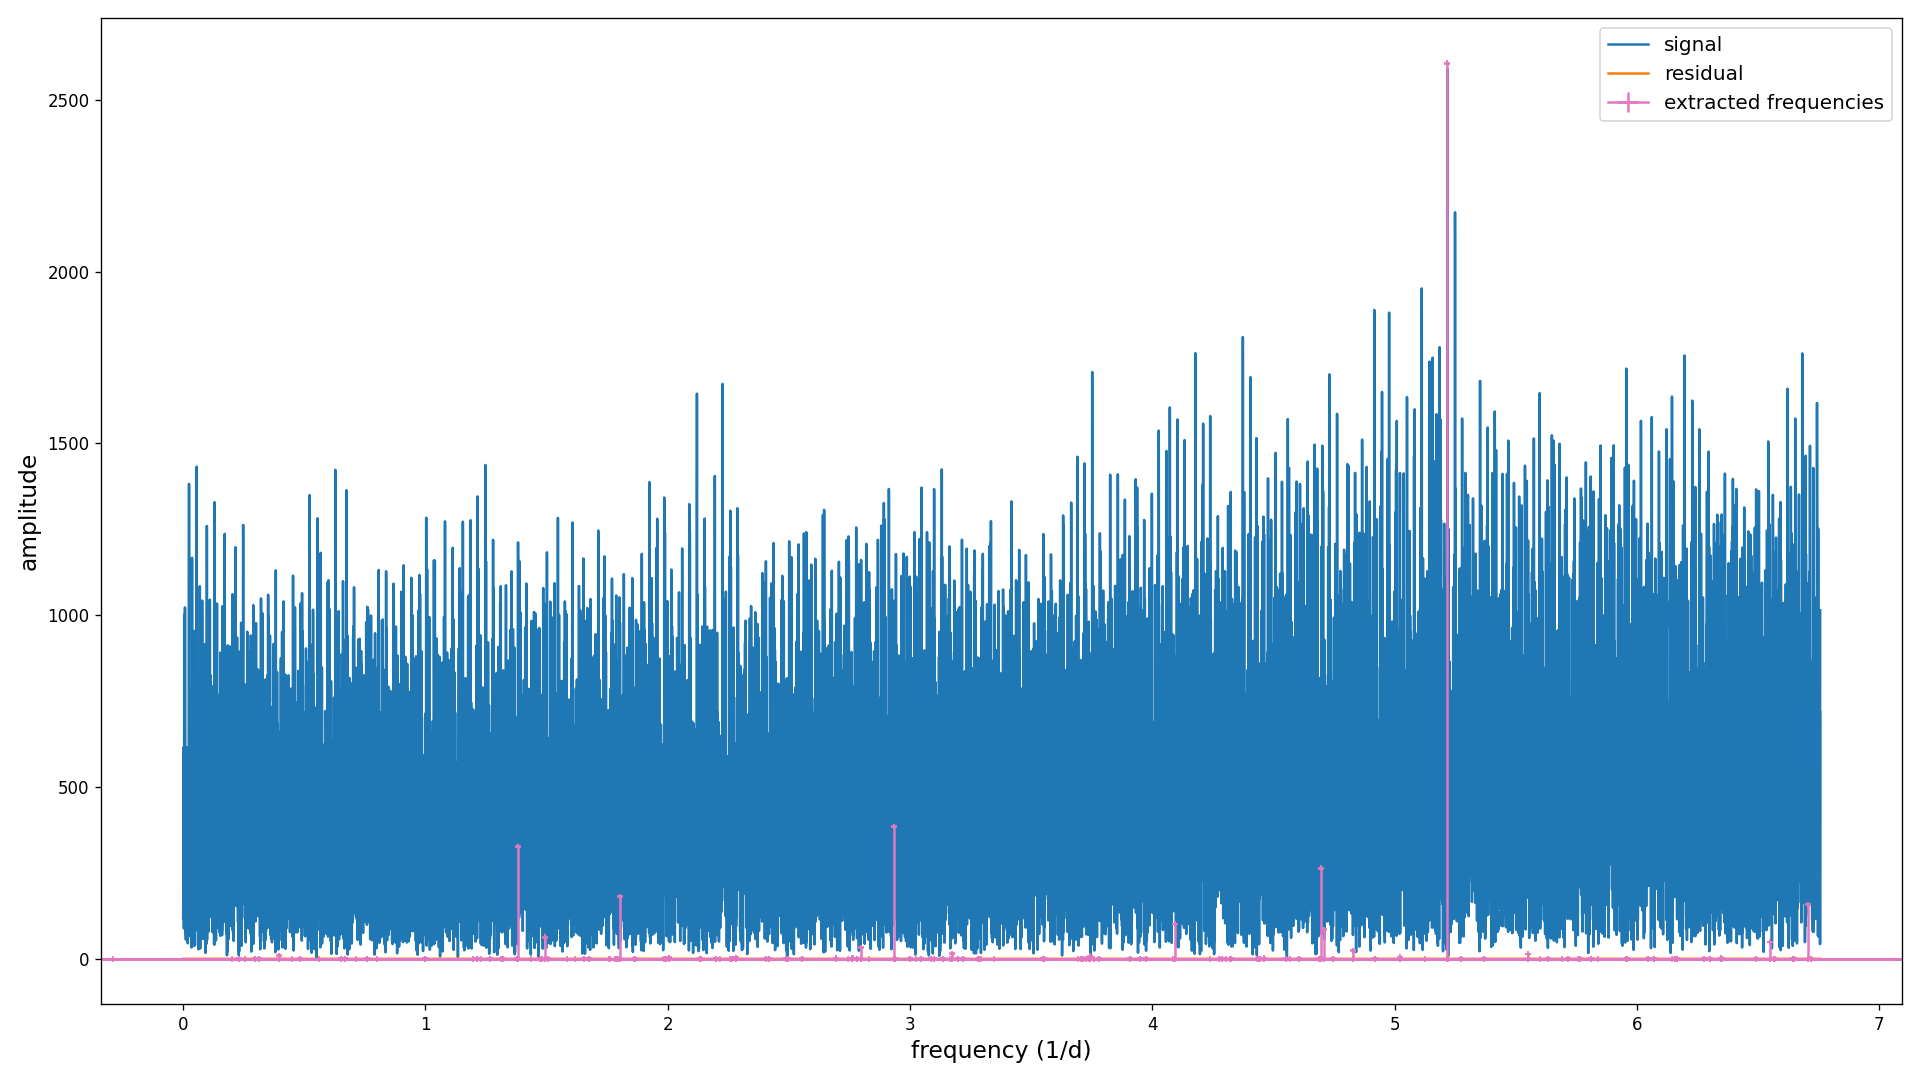 signal
residual
extracted frequencies
2500
2000
1500
1000
500
0
amplitude
0 1 2 3 4 5 6 7
frequency (1/d)